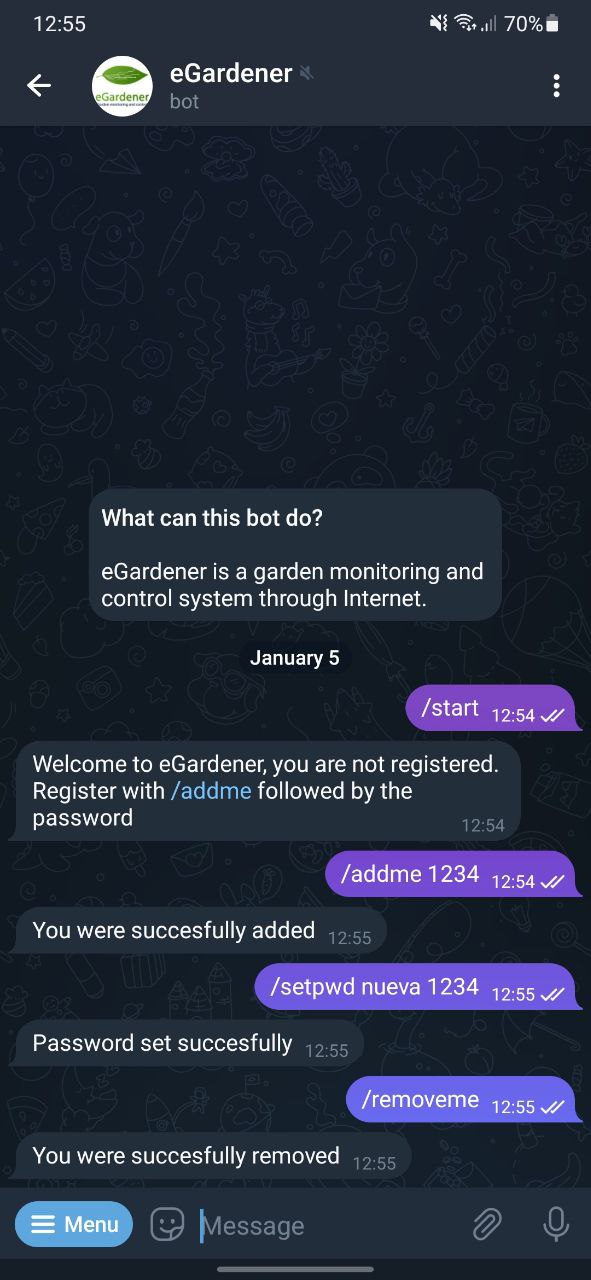 12:55
70%
eGardener
eGardener
bot
What can this bot do?
eGardener is a garden monitoring and
control system through Internet.
January 5
/start 12:54
Welcome to eGardener, you are not registered.
Register with /addme followed by the
password
12:54
/addme 1234 12:54
You were succesfully added 12:55
/setpwd nueva 1234 12:55
Password set succesfully 12:55
/removeme 12:55
You were succesfully removed 12:55
Menu
Message